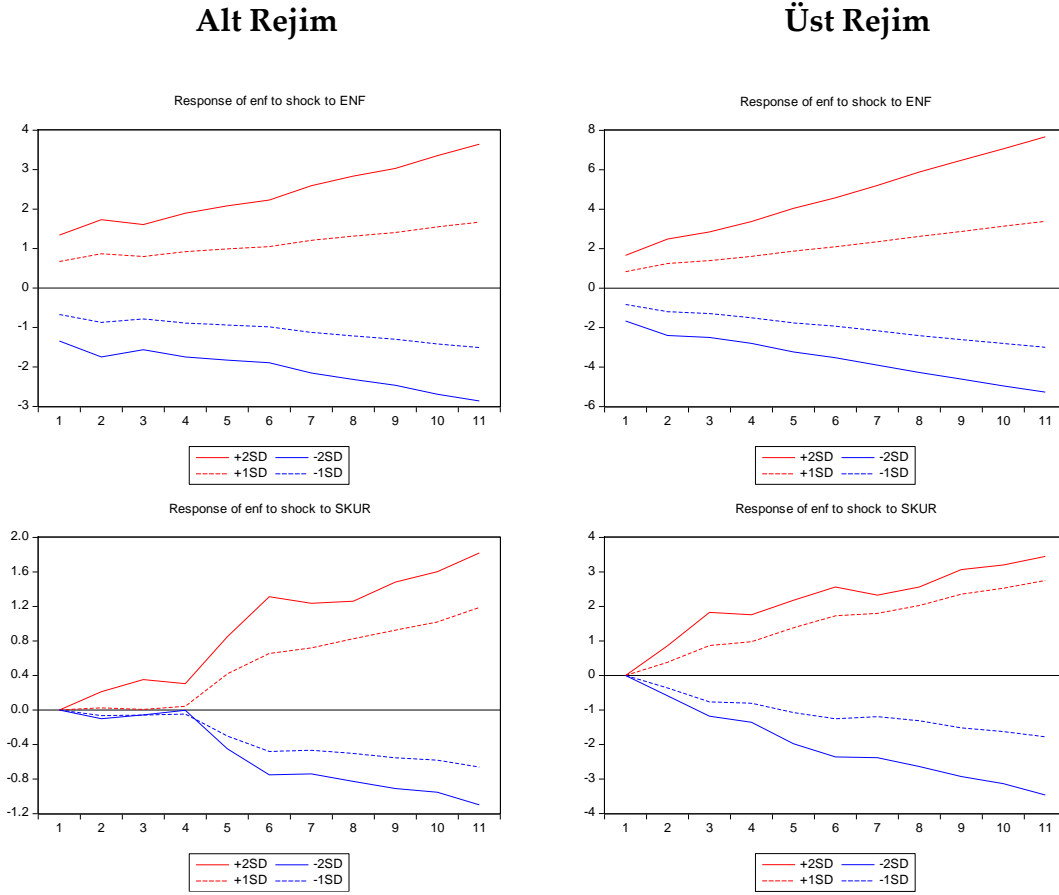 Alt Rejim
Üst Rejim
Response of enf to shock to ENF
4
3
2
1
0
-1
-2
-3
1 2 3 4 5 6 7 8 9 10 11
+2SD -2SD
+1SD -1SD
Response of enf to shock to ENF
8
6
4
2
0
-2
-4
-6
1 2 3 4 5 6 7 8 9 10 11
+2SD -2SD
+1SD -1SD
Response of enf to shock to SKUR
2.0
1.6
1.2
0.8
0.4
0.0
-0.4
-0.8
-1.2
1 2 3 4 5 6 7 8 9 10 11
+2SD -2SD
+1SD -1SD
Response of enf to shock to SKUR
4
3
2
1
0
-1
-2
-3
-4
1 2 3 4 5 6 7 8 9 10 11
+2SD -2SD
+1SD -1SD